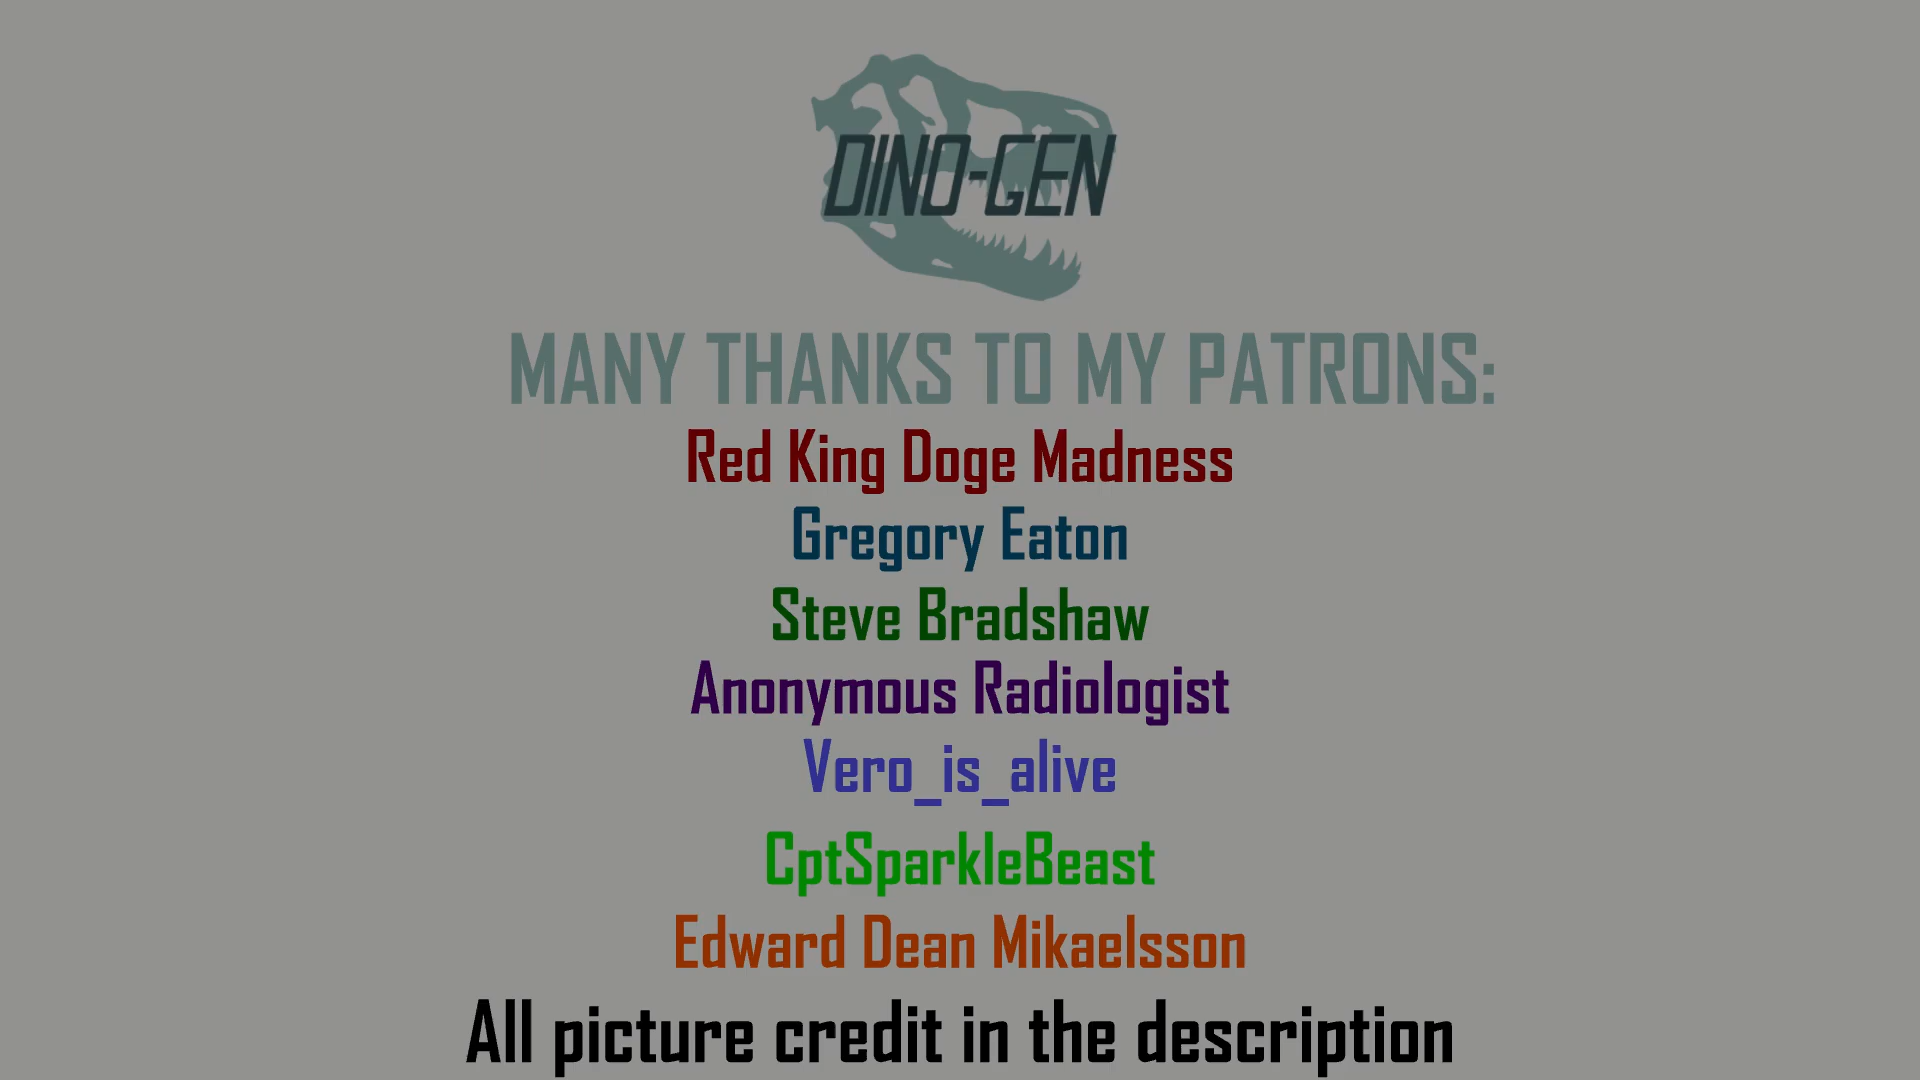 DINO-GEN
MANY THANKS TO MY PATRONS:
Red King Doge Madness
Gregory Eaton
Steve Bradshaw
Anonymous Radiologist
Vero_is_alive
CptSparkleBeast
Edward Dean Mikaelsson
All picture credit in the description